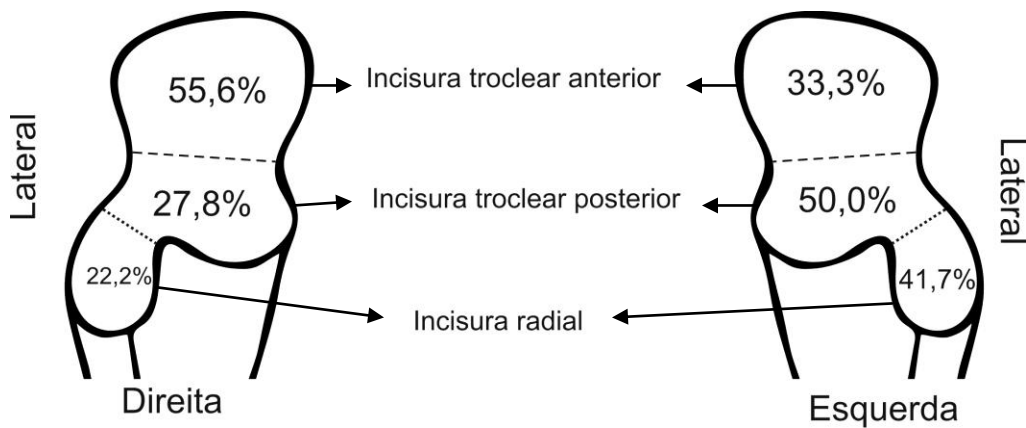 Lateral
55,6%
Incisura troclear anterior
33,3%
27,8%
Incisura troclear posterior
50,0%
Lateral
22,2%
Incisura radial
41,7%
Direita
Esquerda